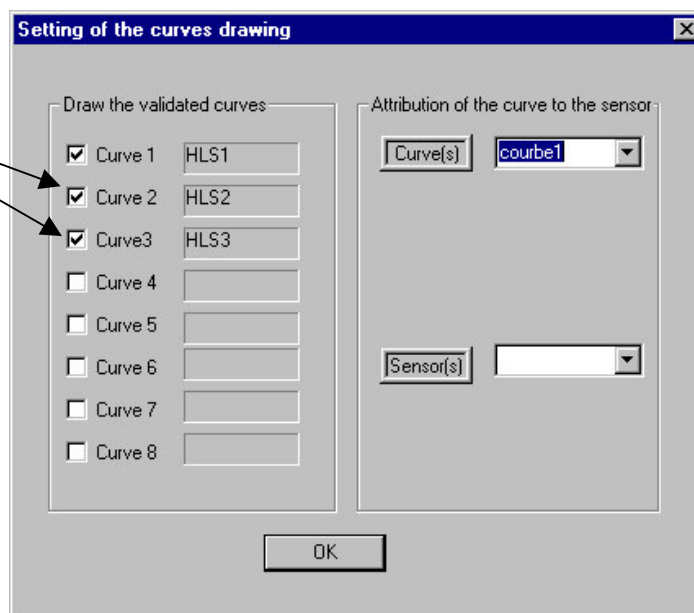 Setting of the curves drawing
Draw the validated curves
Curve 1 HLS1
Curve 2 HLS2
Curve3 HLS3
Curve 4
Curve 5
Curve 6
Curve 7
Curve 8
Attribution of the curve to the sensor
Curve(s) courbe1
Sensor(s)
OK